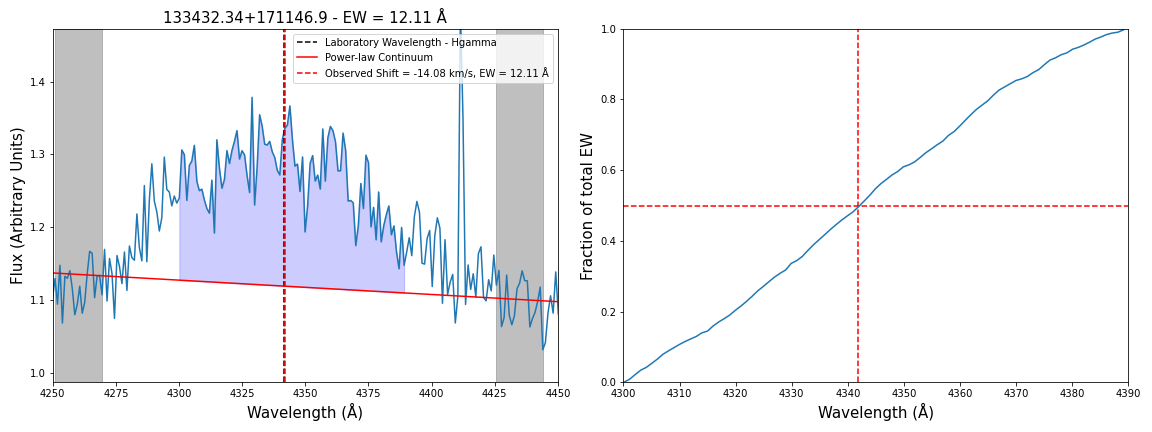 133432.34+171146.9 - EW = 12.11 Å
Laboratory Wavelength - Hgamma
Power-law Continuum
Observed Shift = -14.08 km/s, EW = 12.11 Å
Flux (Arbitrary Units)
1.4
1.3
1.2
1.1
1.0
4250 4275 4300 4325 4350 4375 4400 4425 4450
Wavelength (Å)
Fraction of total EW
1.0
0.8
0.6
0.4
0.2
0.0
4300 4310 4320 4330 4340 4350 4360 4370 4380 4390
Wavelength (Å)